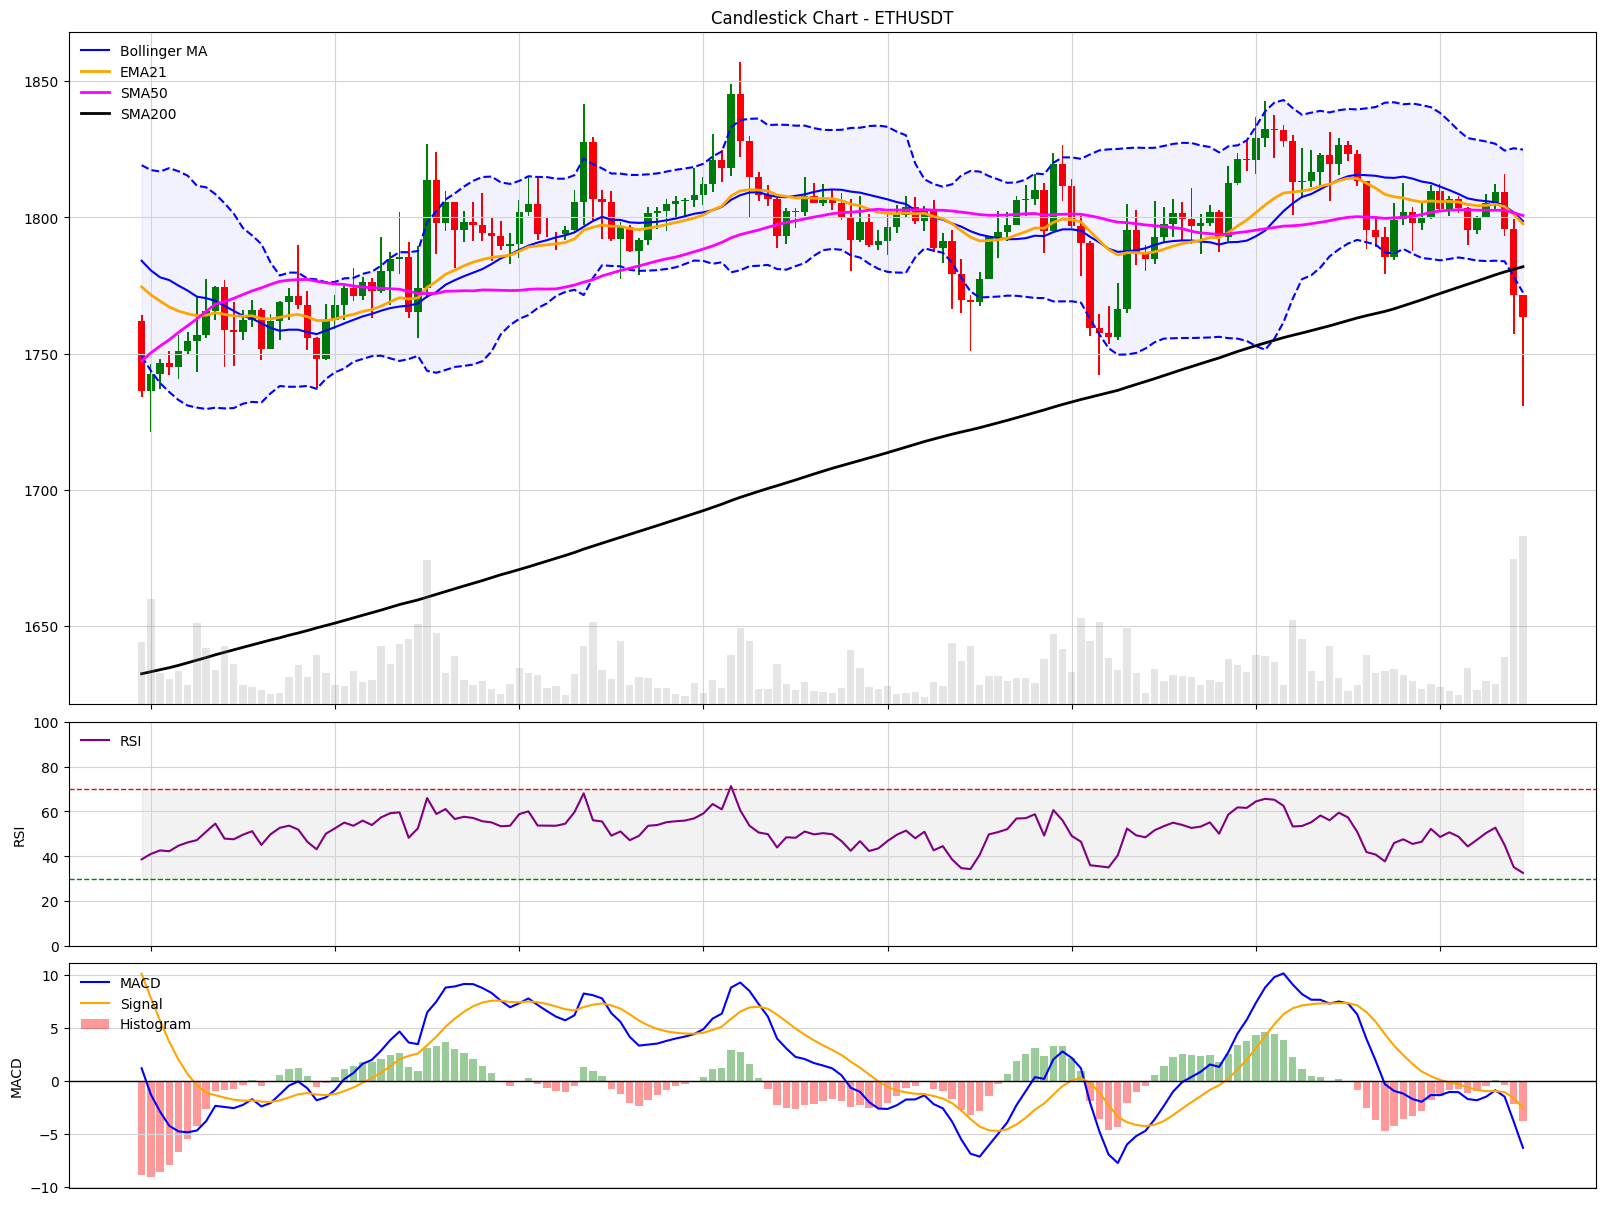 Candlestick Chart - ETHUSDT
Bollinger MA
EMA21
SMA50
SMA200
1850
1800
1750
1700
1650
RSI
RSI
100
80
60
40
20
0
MACD
Signal
Histogram
MACD
10
5
0
−5
−10